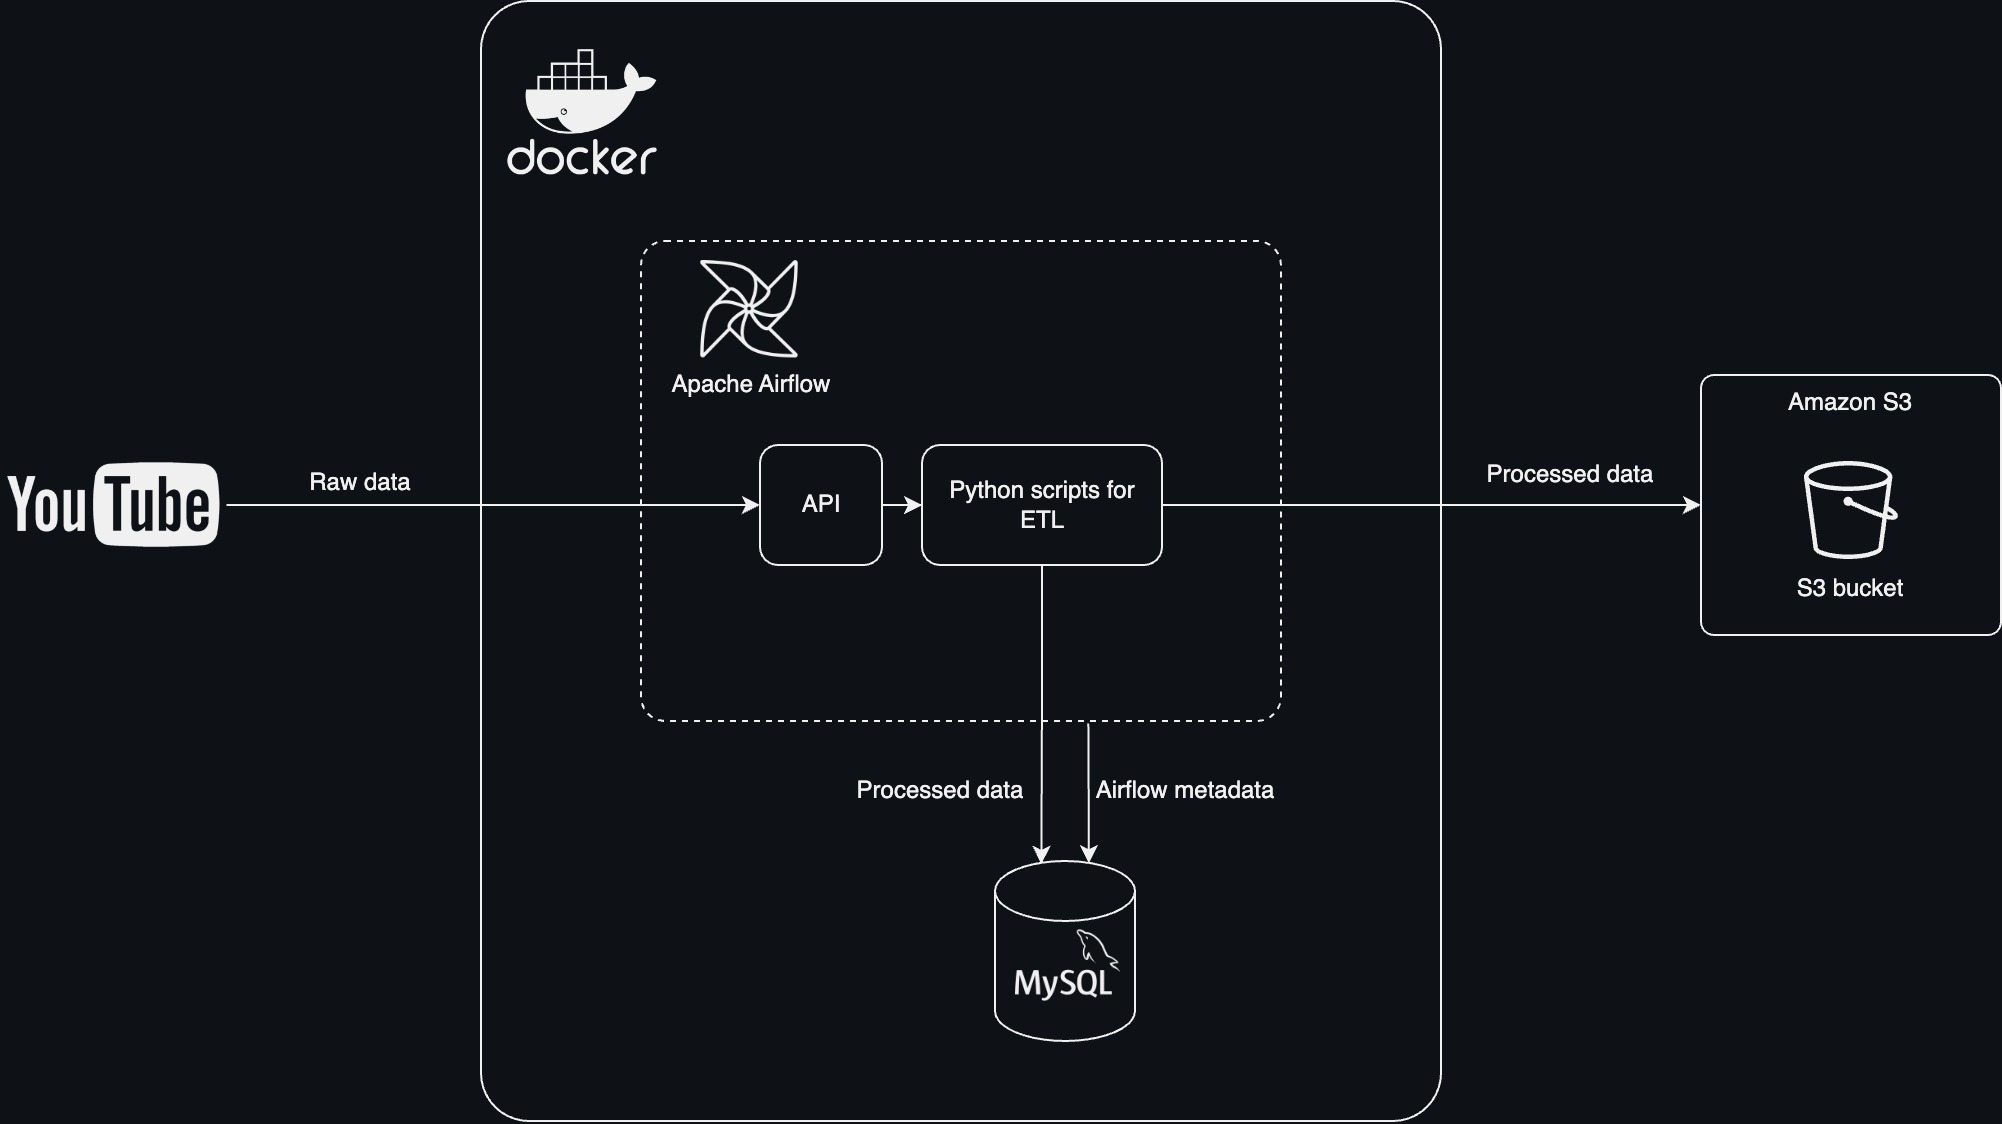 docker
Apache Airflow
YouTube
Raw data
API
Python scripts for
ETL
Processed data
Amazon S3
S3 bucket
Processed data
Airflow metadata
MySQL